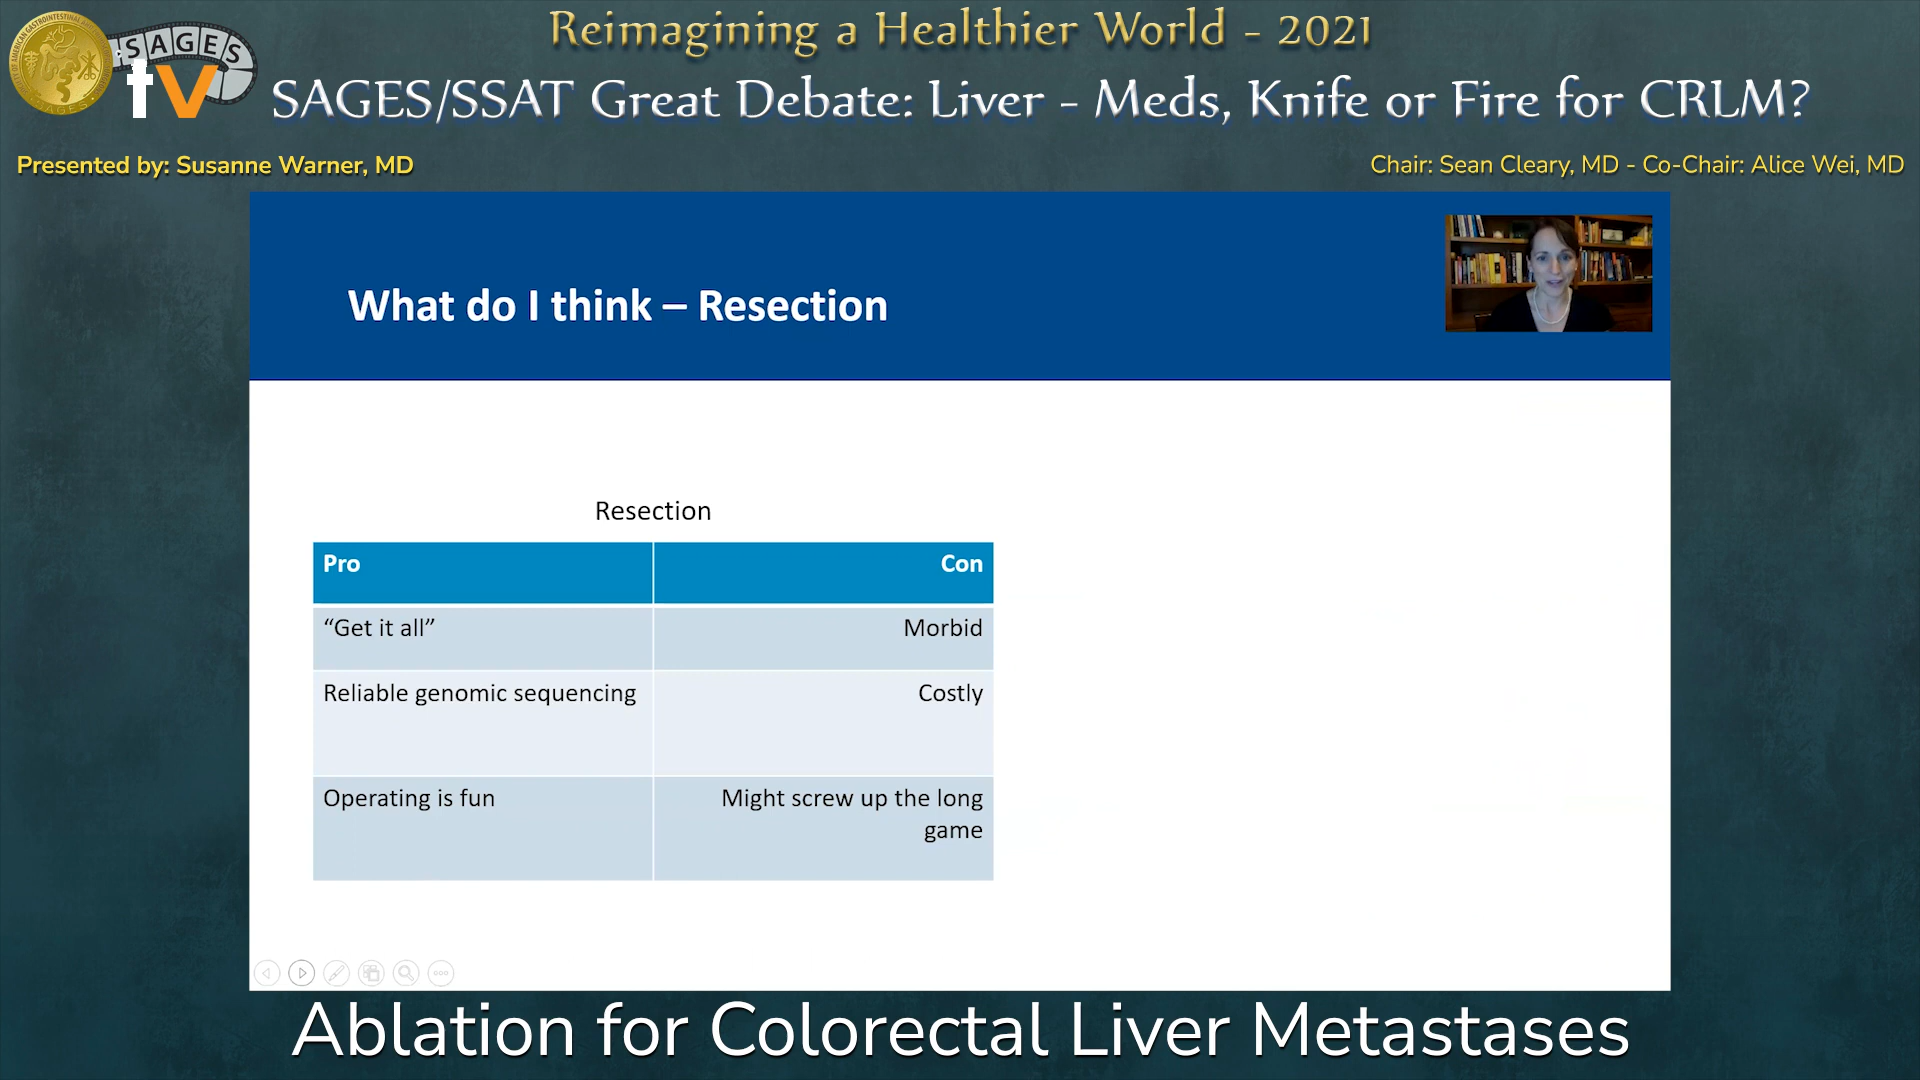 Reimagining a Healthier World - 2021
SAGES
tv
SAGES/SSAT Great Debate: Liver - Meds, Knife or Fire for CRLM?
Presented by: Susanne Warner, MD
Chair: Sean Cleary, MD - Co-Chair: Alice Wei, MD
What do I think – Resection
Resection
Pro Con
“Get it all” Morbid
Reliable genomic sequencing Costly
Operating is fun Might screw up the long
game
Ablation for Colorectal Liver Metastases